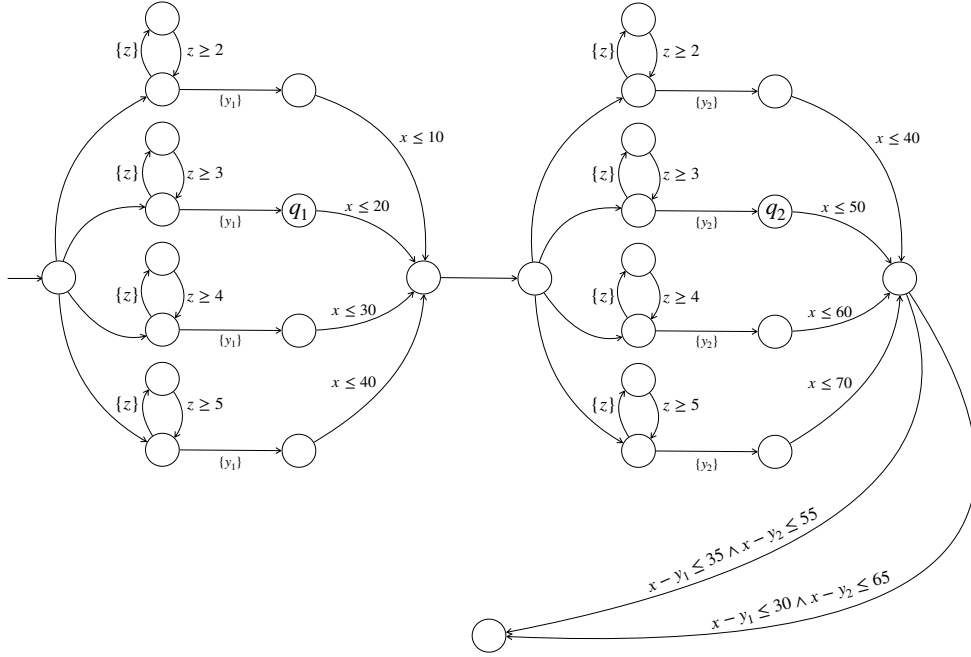 {z} z ≥ 2 {z} z ≥ 2
{y₁} {y₂}
x ≤ 10 x ≤ 40
{z} z ≥ 3 {z} z ≥ 3
q₁ x ≤ 20 q₂ x ≤ 50
{y₁} {y₂}
{z} z ≥ 4 {z} z ≥ 4
x ≤ 30 x ≤ 60
{y₁} {y₂}
x ≤ 40 x ≤ 70
{z} z ≥ 5 {z} z ≥ 5
{y₁} {y₂}
x − y₁ ≤ 35 ∧ x − y₂ ≤ 55
x − y₁ ≤ 30 ∧ x − y₂ ≤ 65